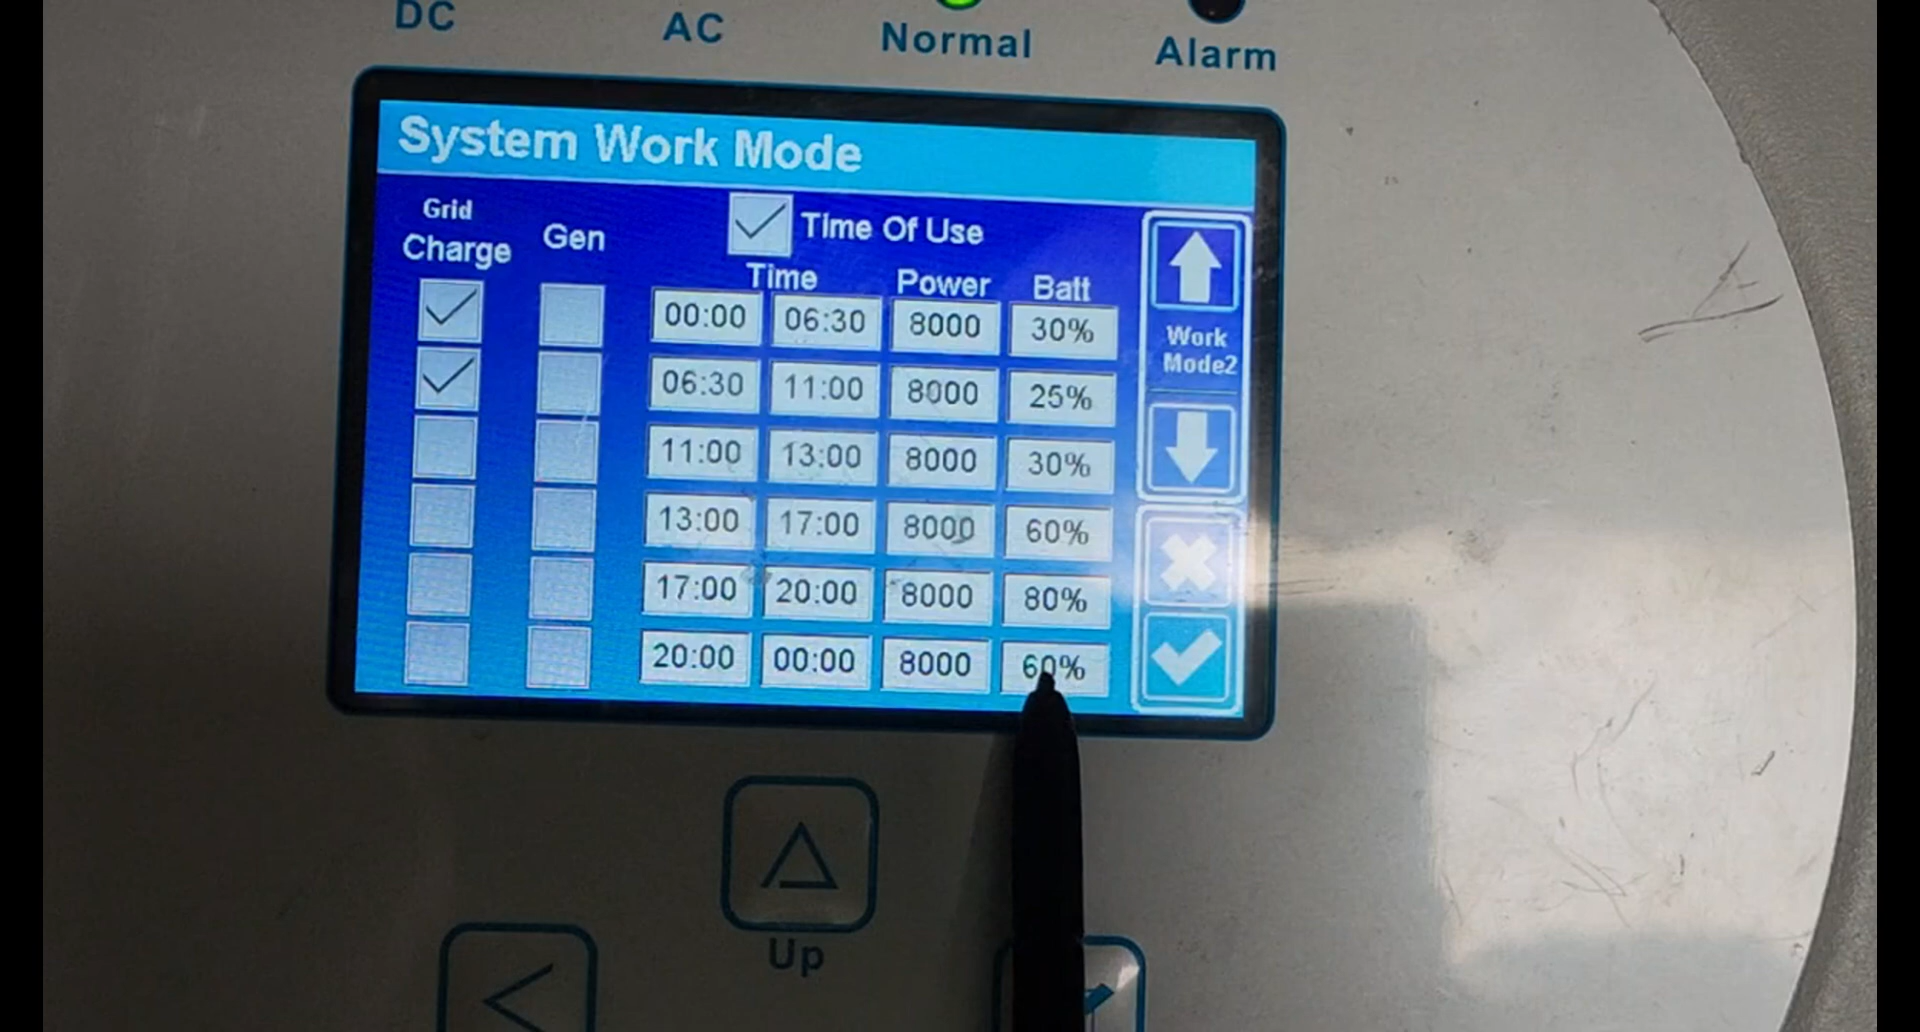 DC AC Normal Alarm
System Work Mode
Grid
Charge Gen Time Of Use
Time Power Batt
00:00 06:30 8000 30%
Work
Mode2
06:30 11:00 8000 25%
11:00 13:00 8000 30%
13:00 17:00 8000 60%
17:00 20:00 8000 80%
20:00 00:00 8000 60%
Up